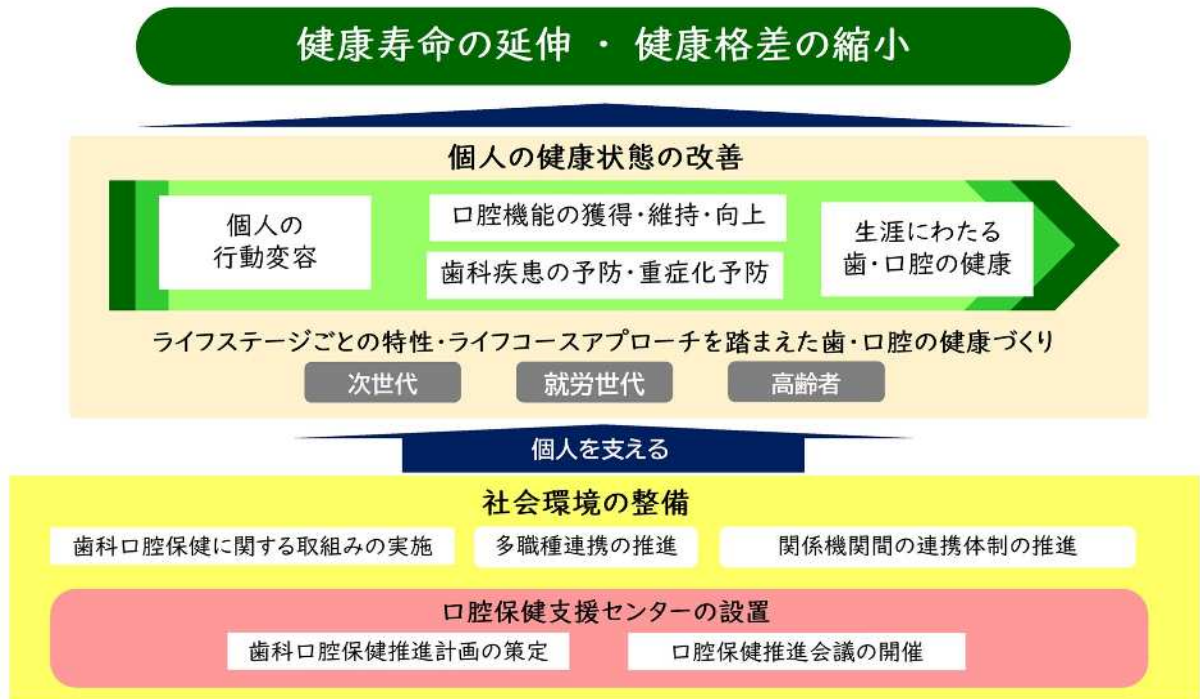 健康寿命の延伸 ・ 健康格差の縮小
個人の健康状態の改善
個人の
行動変容
口腔機能の獲得・維持・向上
歯科疾患の予防・重症化予防
生涯にわたる
歯・口腔の健康
ライフステージごとの特性・ライフコースアプローチを踏まえた歯・口腔の健康づくり
次世代
就労世代
高齢者
個人を支える
社会環境の整備
歯科口腔保健に関する取組みの実施
多職種連携の推進
関係機関間の連携体制の推進
口腔保健支援センターの設置
歯科口腔保健推進計画の策定
口腔保健推進会議の開催